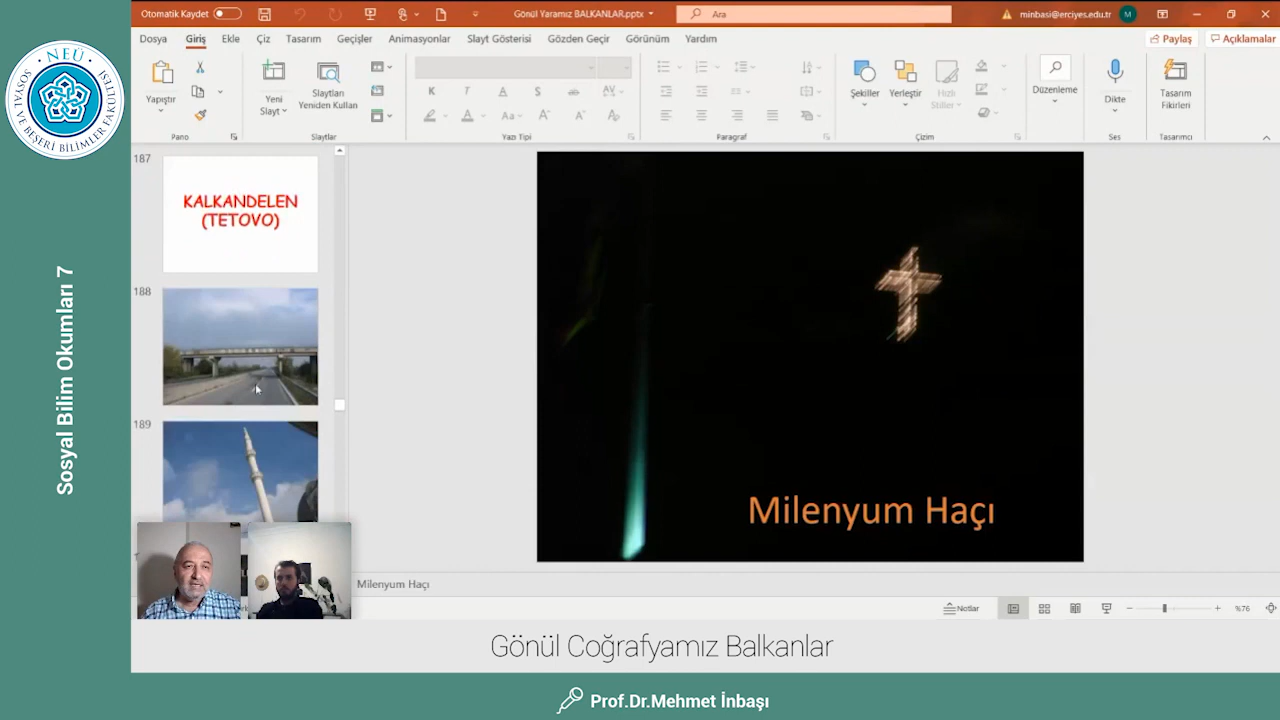 Otomatik Kaydet
Gönül Yaramız BALKANLAR.pptx
Ara
minbasi@erciyes.edu.tr
M
Dosya
Giriş
Ekle
Çiz
Tasarım
Geçişler
Animasyonlar
Slayt Gösterisi
Gözden Geçir
Görünüm
Yardım
Paylaş
Açıklamalar
Yapıştır
Yeni
Slayt
Slaytları
Yeniden Kullan
K
T
A
S
ab
AV
A
Aa
A
A
Şekiller
Yerleştir
Hızlı
Stiller
Düzenleme
Dikte
Tasarım
Fikirleri
Pano
Slaytlar
Yazı Tipi
Paragraf
Çizim
Ses
Tasarımcı
NEÜ
SOSYAL VE BEŞERİ BİLİMLER FAKÜLTESİ
Sosyal Bilim Okumları 7
187
KALKANDELEN
(TETOVO)
188
189
Milenyum Haçı
Milenyum Haçı
Notlar
%76
Gönül Coğrafyamız Balkanlar
Prof.Dr.Mehmet İnbaşı